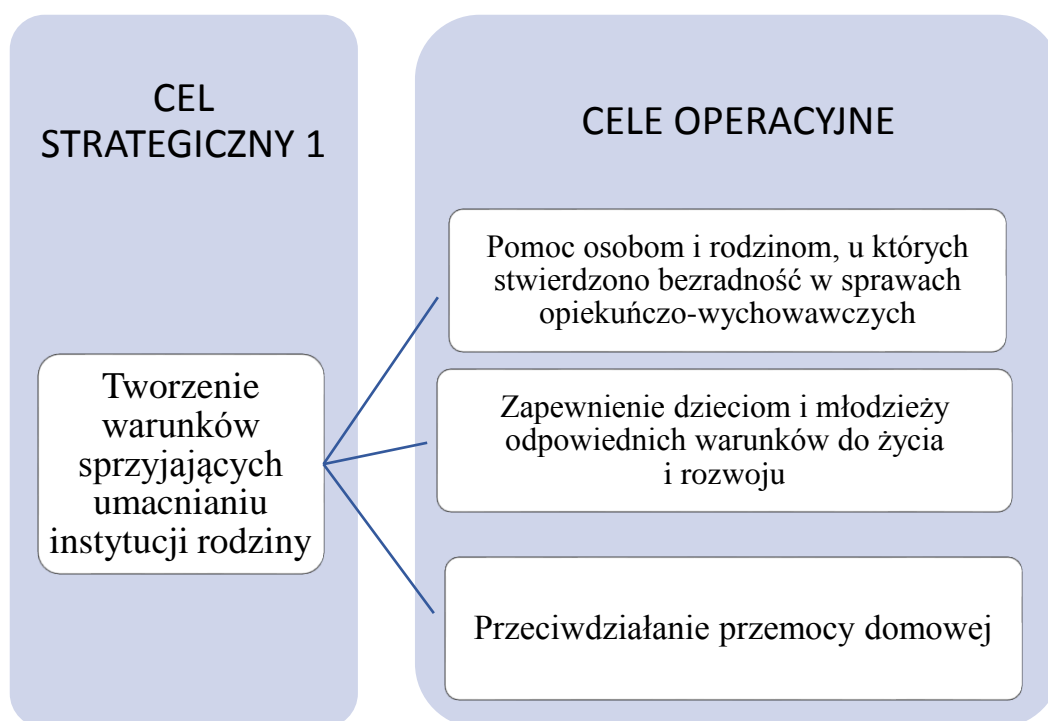 CEL
STRATEGICZNY 1
Tworzenie
warunków
sprzyjających
umacnianiu
instytucji rodziny
CELE OPERACYJNE
Pomoc osobom i rodzinom, u których
stwierdzono bezradność w sprawach
opiekuńczo-wychowawczych
Zapewnienie dzieciom i młodzieży
odpowiednich warunków do życia
i rozwoju
Przeciwdziałanie przemocy domowej